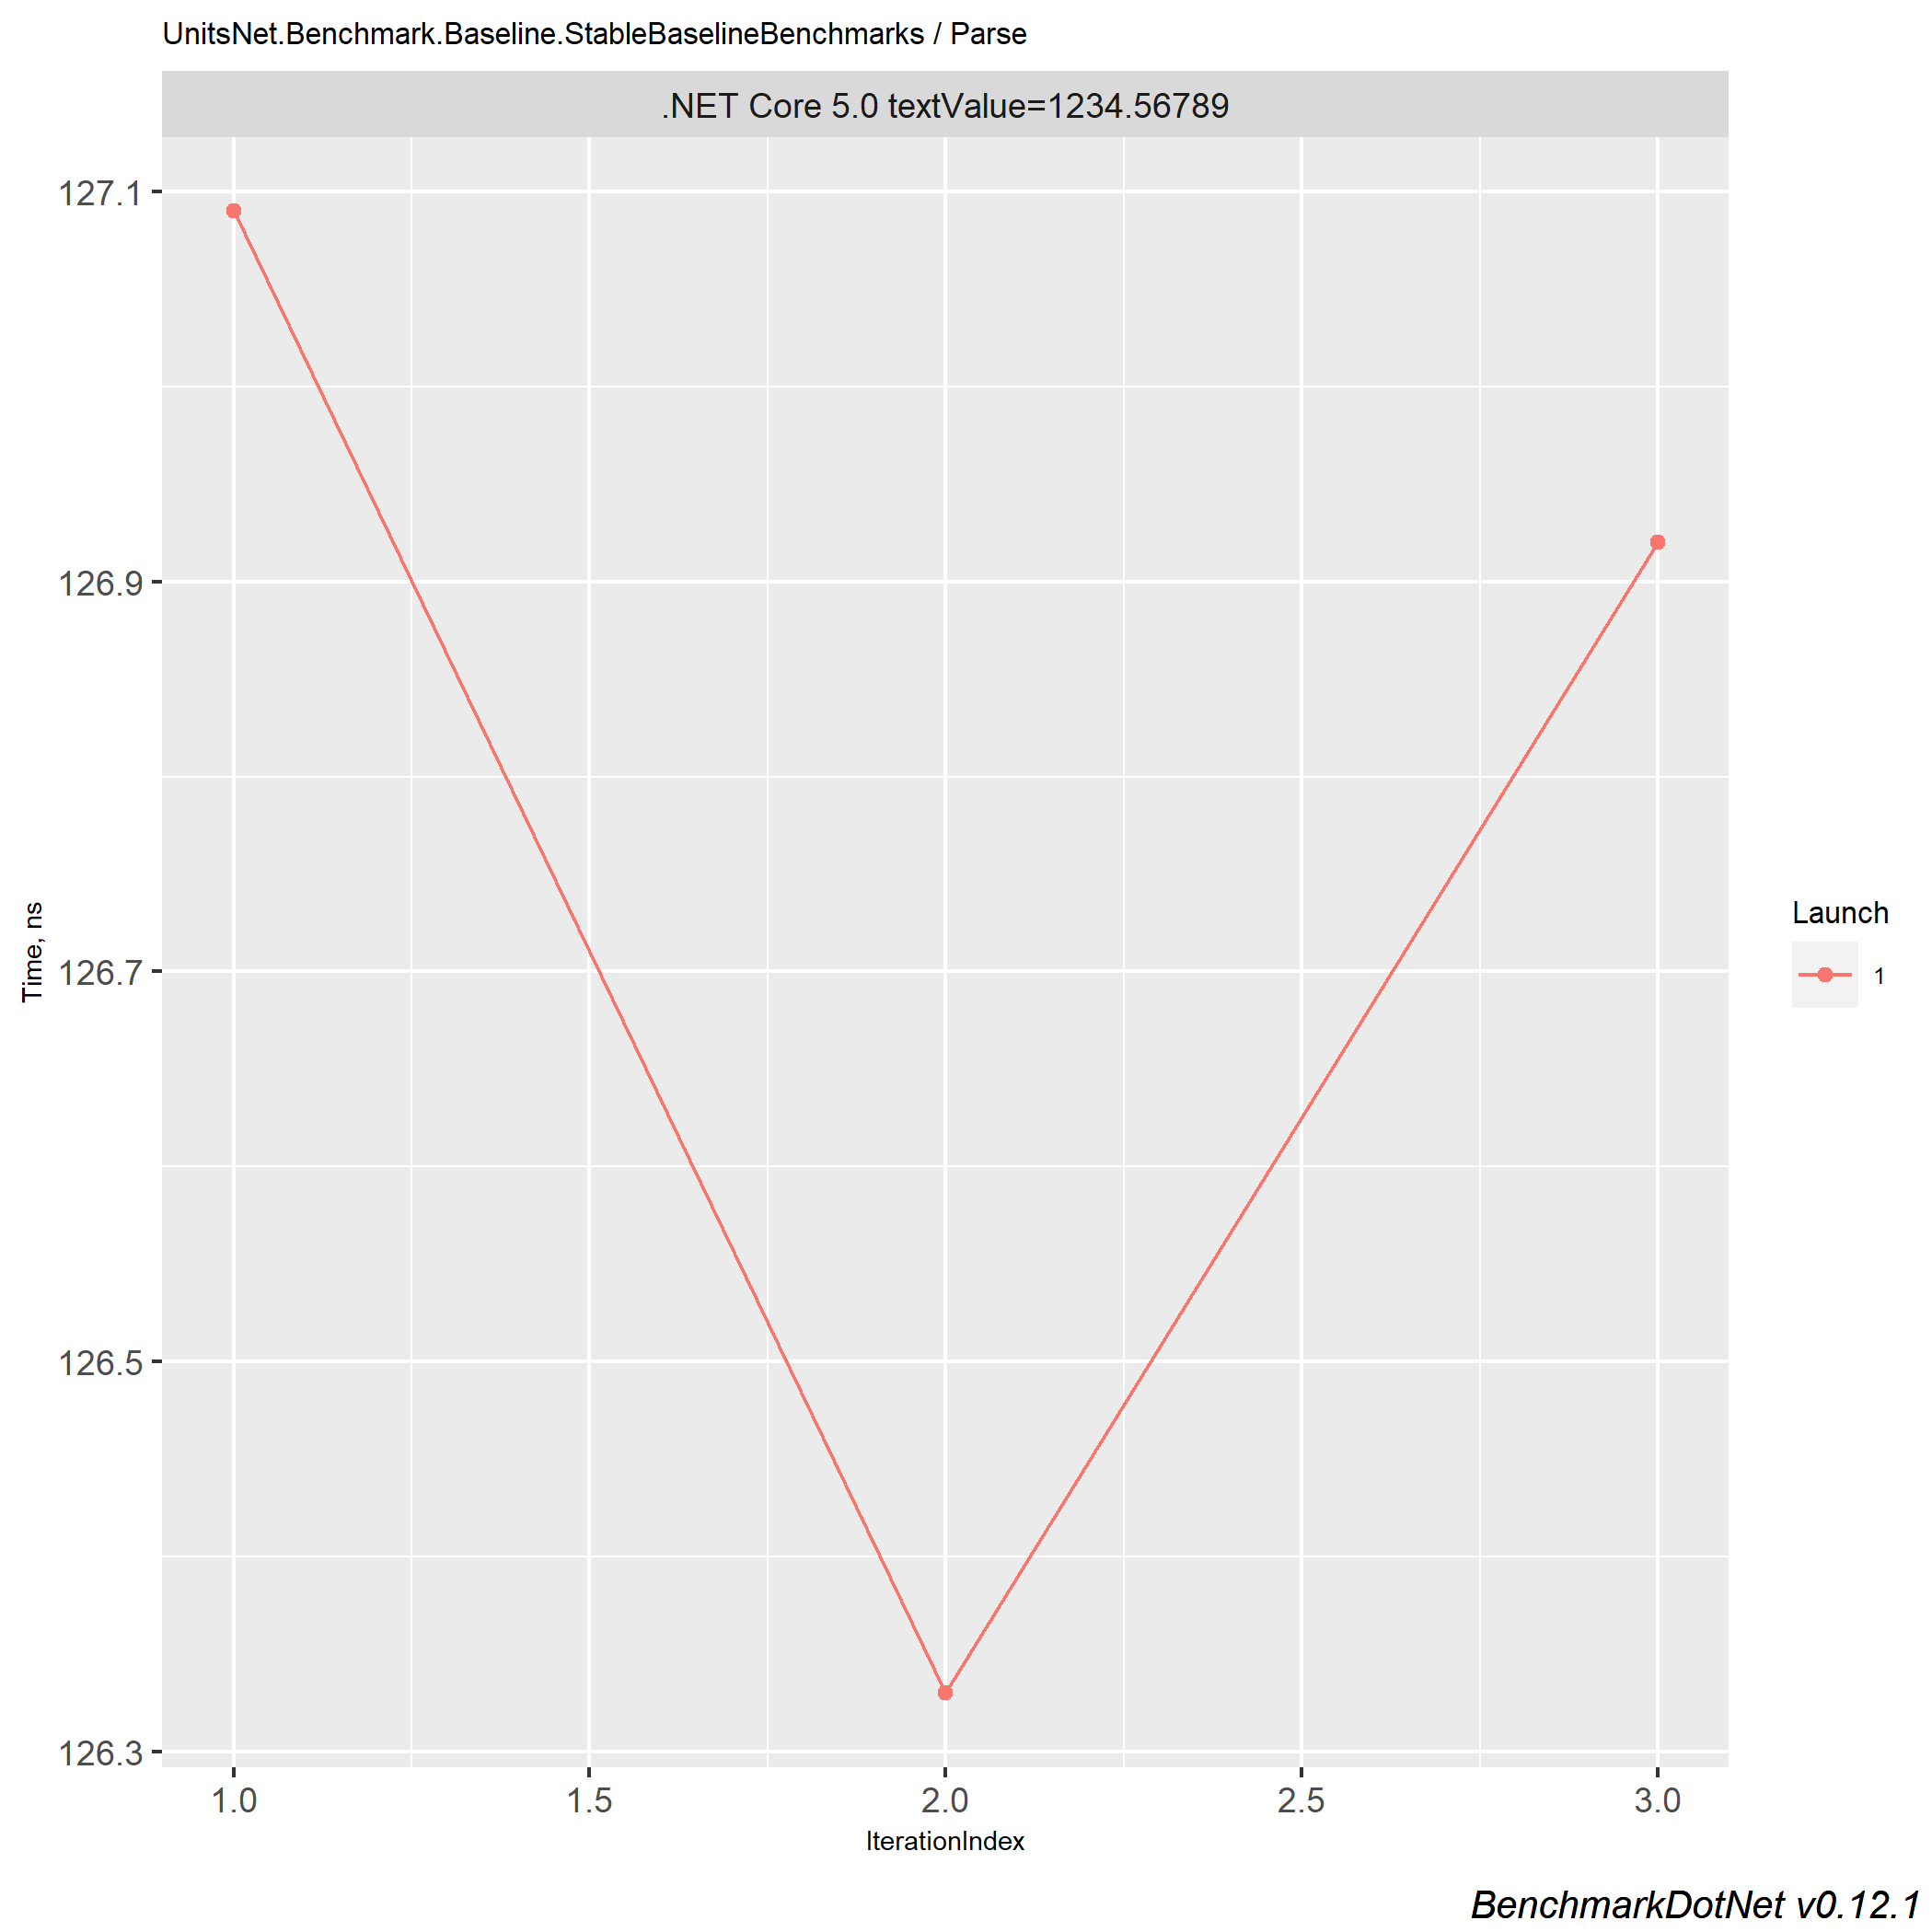 UnitsNet.Benchmark.Baseline.StableBaselineBenchmarks / Parse
.NET Core 5.0 textValue=1234.56789
127.1
126.9
126.7
126.5
126.3
Time, ns
1.0 1.5 2.0 2.5 3.0
IterationIndex
Launch
1
BenchmarkDotNet v0.12.1